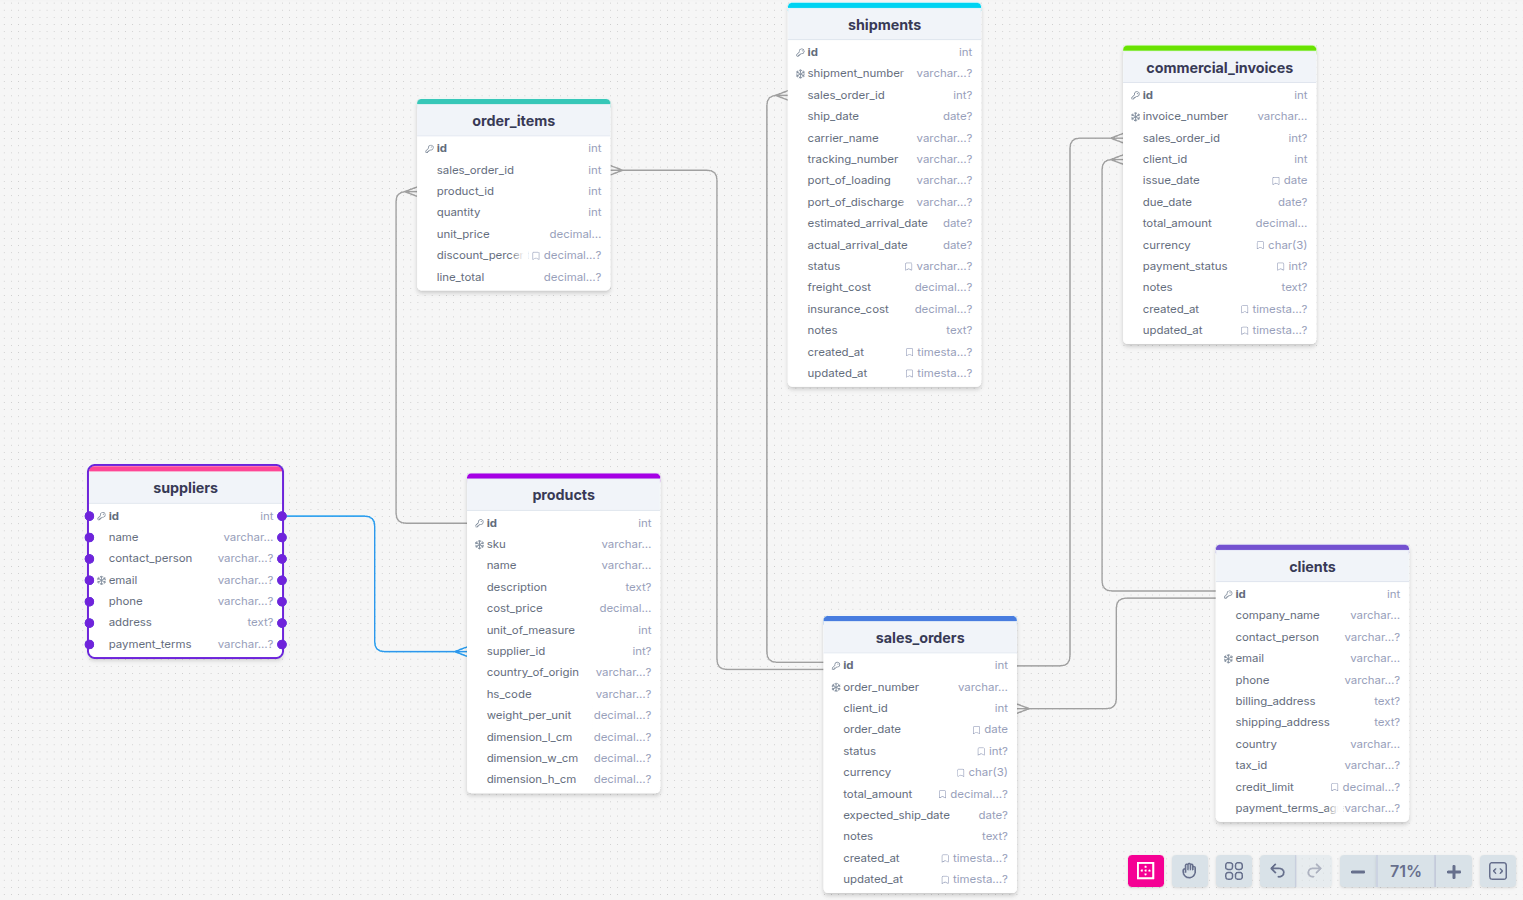 shipments
id int
shipment_number varchar...?
sales_order_id int?
ship_date date?
carrier_name varchar...?
tracking_number varchar...?
port_of_loading varchar...?
port_of_discharge varchar...?
estimated_arrival_date date?
actual_arrival_date date?
status varchar...?
freight_cost decimal...?
insurance_cost decimal...?
notes text?
created_at timesta...?
updated_at timesta...?
commercial_invoices
id int
invoice_number varchar...
sales_order_id int?
client_id int
issue_date date
due_date date?
total_amount decimal...
currency char(3)
payment_status int?
notes text?
created_at timesta...?
updated_at timesta...?
order_items
id int
sales_order_id int
product_id int
quantity int
unit_price decimal...
discount_perce decimal...?
line_total decimal...?
suppliers
id int
name varchar...
contact_person varchar...?
email varchar...?
phone varchar...?
address text?
payment_terms varchar...?
products
id int
sku varchar...
name varchar...
description text?
cost_price decimal...
unit_of_measure int
supplier_id int?
country_of_origin varchar...?
hs_code varchar...?
weight_per_unit decimal...?
dimension_l_cm decimal...?
dimension_w_cm decimal...?
dimension_h_cm decimal...?
sales_orders
id int
order_number varchar...
client_id int
order_date date
status int?
currency char(3)
total_amount decimal...?
expected_ship_date date?
notes text?
created_at timesta...?
updated_at timesta...?
clients
id int
company_name varchar...
contact_person varchar...?
email varchar...
phone varchar...?
billing_address text?
shipping_address text?
country varchar...
tax_id varchar...?
credit_limit decimal...?
payment_terms_ag varchar...?
71%